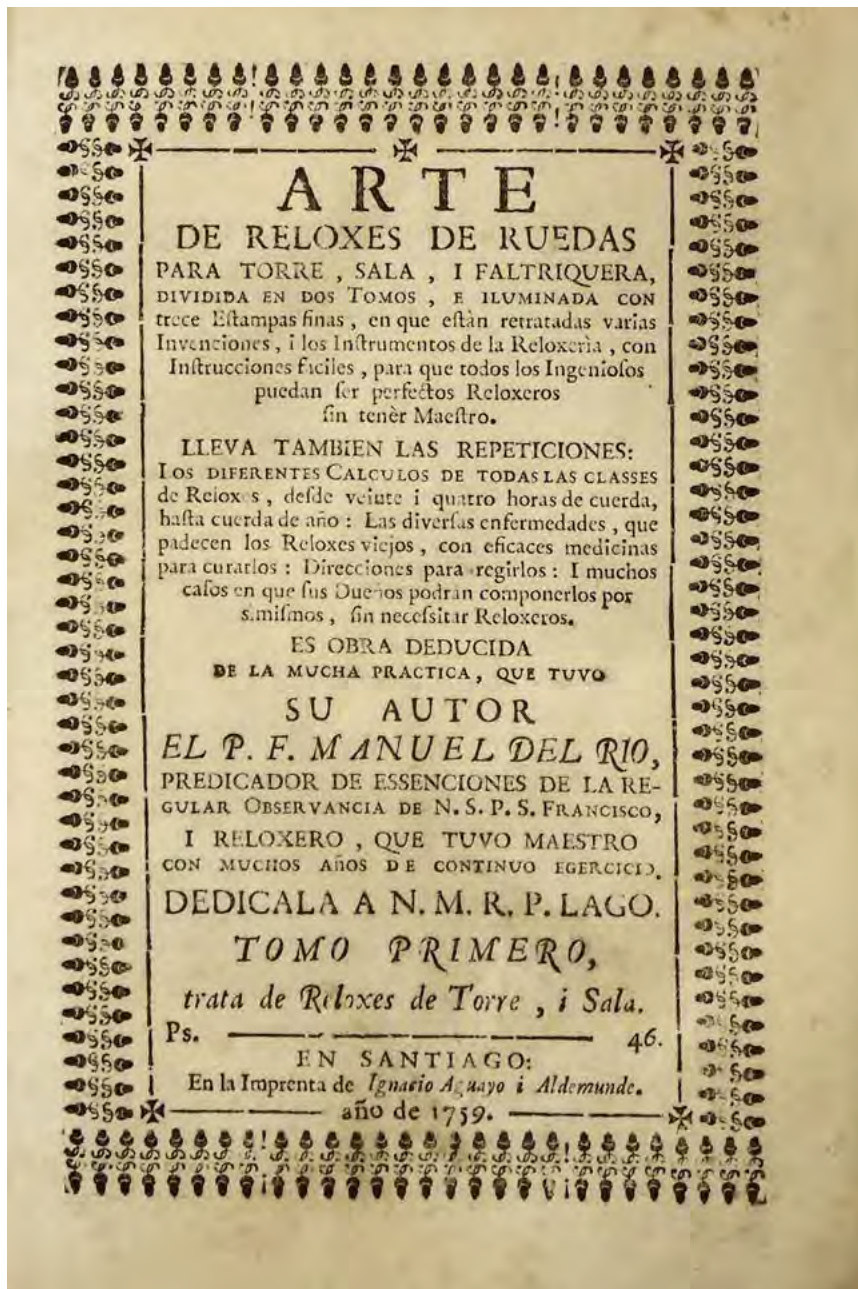 ARTE
DE RELOXES DE RUEDAS
PARA TORRE , SALA , I FALTRIQUERA,
DIVIDIDA EN DOS TOMOS , E ILUMINADA CON
trece Eſtampas finas , en que eſtàn retratadas varias
Invenciones , i los Inſtrumentos de la Reloxerìa , con
Inſtrucciones faciles , para que todos los Ingenioſos
puedan ſer perfectos Reloxeros
ſin tenèr Maeſtro.
LLEVA TAMBIEN LAS REPETICIONES:
LOS DIFERENTES CALCULOS DE TODAS LAS CLASSES
de Reloxes , deſde veinte i quatro horas de cuerda,
haſta cuerda de año : Las diverſas enfermedades , que
padecen los Reloxes viejos , con eficaces medicinas
para curarlos : Direcciones para regirlos : I muchos
caſos en que ſus Dueños podran componerlos por
si miſmos , ſin neceſsitar Reloxeros.
ES OBRA DEDUCIDA
DE LA MUCHA PRACTICA, QUE TUVO
SU AUTOR
EL P. F. MANUEL DEL RIO,
PREDICADOR DE ESSENCIONES DE LA RE-
GULAR OBSERVANCIA DE N. S. P. S. FRANCISCO,
I RELOXERO , QUE TUVO MAESTRO
CON MUCHOS AÑOS DE CONTINUO EGERCICIO.
DEDICALA A N. M. R. P. LAGO.
TOMO PRIMERO,
trata de Reloxes de Torre , i Sala.
Ps. 46.
EN SANTIAGO:
En la Imprenta de Ignacio Aguayo i Aldemunde.
año de 1759.